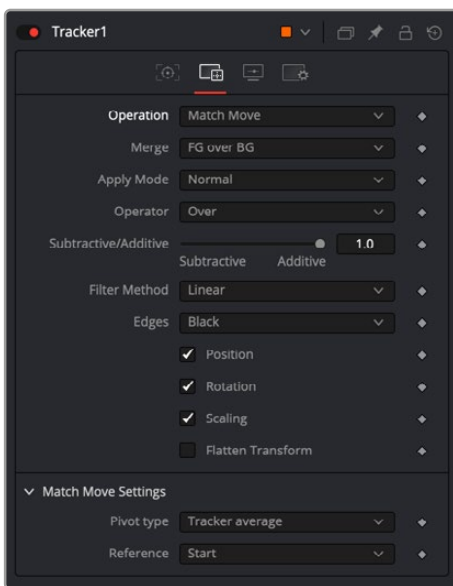 Tracker1
Operation Match Move
Merge FG over BG
Apply Mode Normal
Operator Over
Subtractive/Additive 1.0
Subtractive Additive
Filter Method Linear
Edges Black
Position
Rotation
Scaling
Flatten Transform
Match Move Settings
Pivot type Tracker average
Reference Start